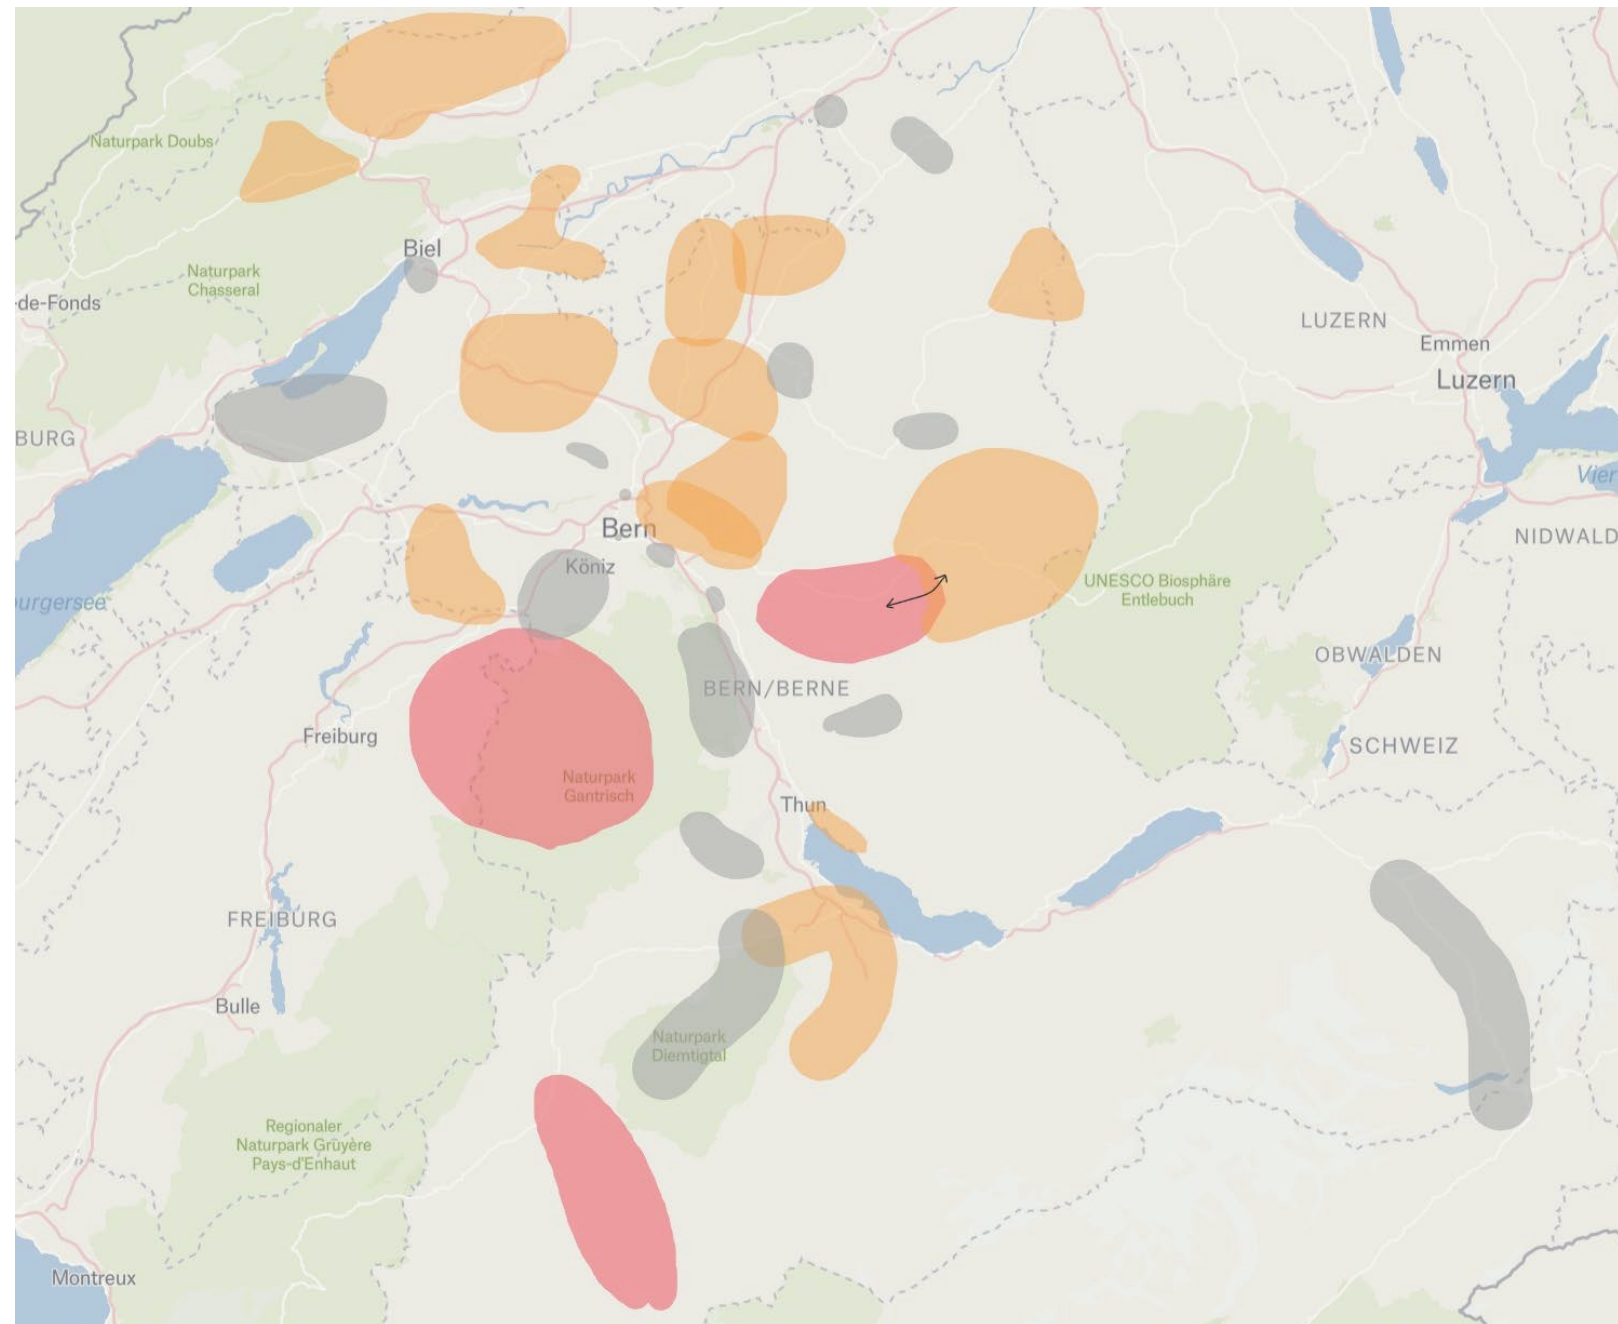 Naturpark Doubs
Biel
Naturpark
Chasseral
-de-Fonds
LUZERN
Emmen
Luzern
BURG
Vier
Bern
NIDWALD
Köniz
UNESCO Biosphäre
Entlebuch
urgersee
OBWALDEN
BERN/BERNE
Freiburg
SCHWEIZ
Naturpark
Gantrisch
Thun
FREIBURG
Bulle
Naturpark
Diemtigtal
Regionaler
Naturpark Gruyère
Pays-d'Enhaut
Montreux